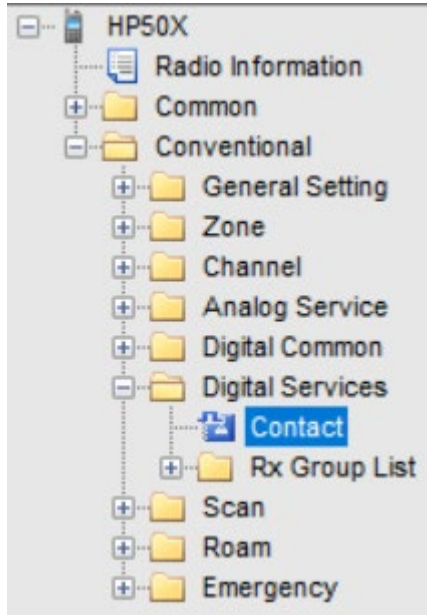 HP50X
Radio Information
Common
Conventional
General Setting
Zone
Channel
Analog Service
Digital Common
Digital Services
Contact
Rx Group List
Scan
Roam
Emergency